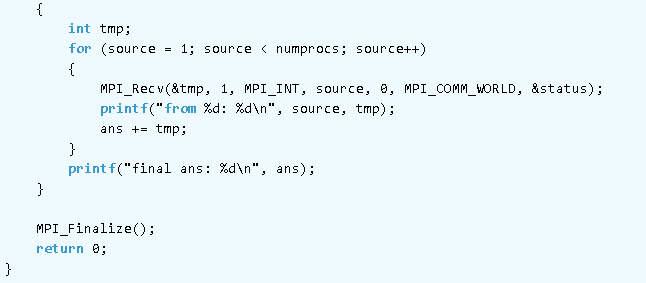 {
int tmp;
for (source = 1; source < numprocs; source++)
{
MPI_Recv(&tmp, 1, MPI_INT, source, 0, MPI_COMM_WORLD, &status);
printf("from %d: %d\n", source, tmp);
ans += tmp;
}
printf("final ans: %d\n", ans);
}
MPI_Finalize();
return 0;
}